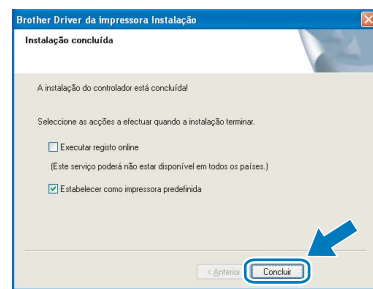 Brother Driver da impressora Instalação
Instalação concluída
A instalação do controlador está concluída!
Seleccione as acções a efectuar quando a instalação terminar.
Executar registo online
(Este serviço poderá não estar disponível em todos os países.)
Estabelecer como impressora predefinida
< Anterior Concluir